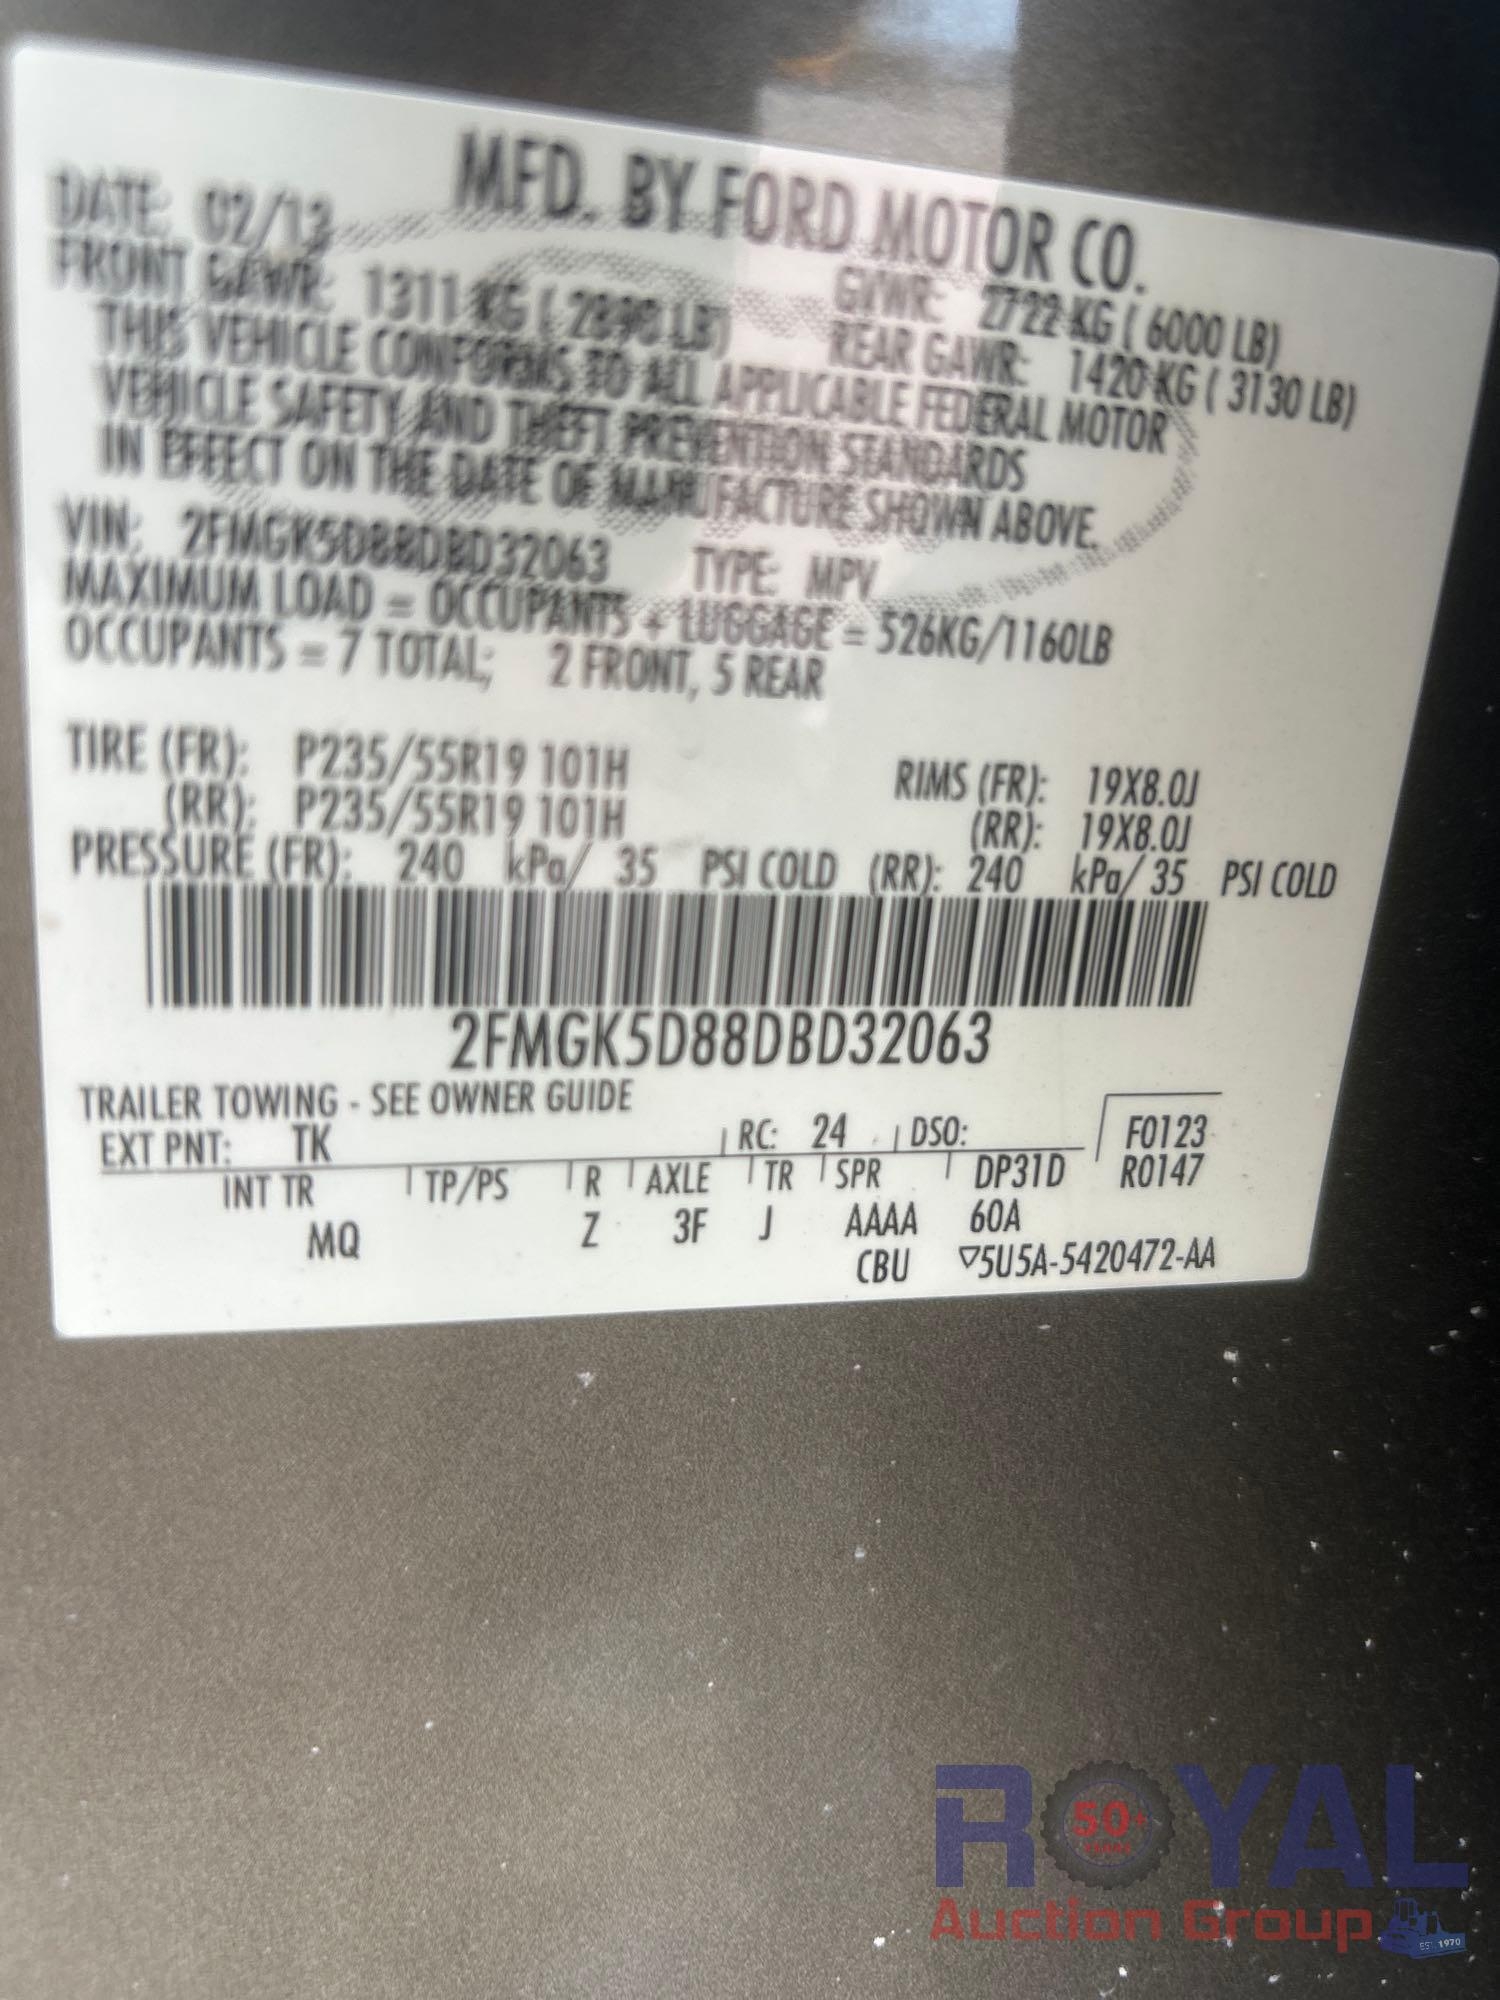 MFD. BY FORD MOTOR CO.
DATE: 02/13 GVWR: 2722 KG ( 6000 LB)
FRONT GAWR: 1311 KG ( 2890 LB) REAR GAWR: 1420 KG ( 3130 LB)
THIS VEHICLE CONFORMS TO ALL APPLICABLE FEDERAL MOTOR
VEHICLE SAFETY AND THEFT PREVENTION STANDARDS
IN EFFECT ON THE DATE OF MANUFACTURE SHOWN ABOVE.
VIN: 2FMGK5D88DBD32063 TYPE: MPV
MAXIMUM LOAD = OCCUPANTS + LUGGAGE = 526KG/1160LB
OCCUPANTS = 7 TOTAL; 2 FRONT, 5 REAR
TIRE (FR): P235/55R19 101H RIMS (FR): 19X8.0J
(RR): P235/55R19 101H (RR): 19X8.0J
PRESSURE (FR): 240 kPa/ 35 PSI COLD (RR): 240 kPa/ 35 PSI COLD
2FMGK5D88DBD32063
TRAILER TOWING - SEE OWNER GUIDE
EXT PNT: TK RC: 24 DSO: F0123
INT TR TP/PS R AXLE TR SPR DP31D R0147
MQ Z 3F J AAAA 60A
CBU ▽5U5A-5420472-AA
ROYAL
50+
YEARS
Auction Group
EST. 1970